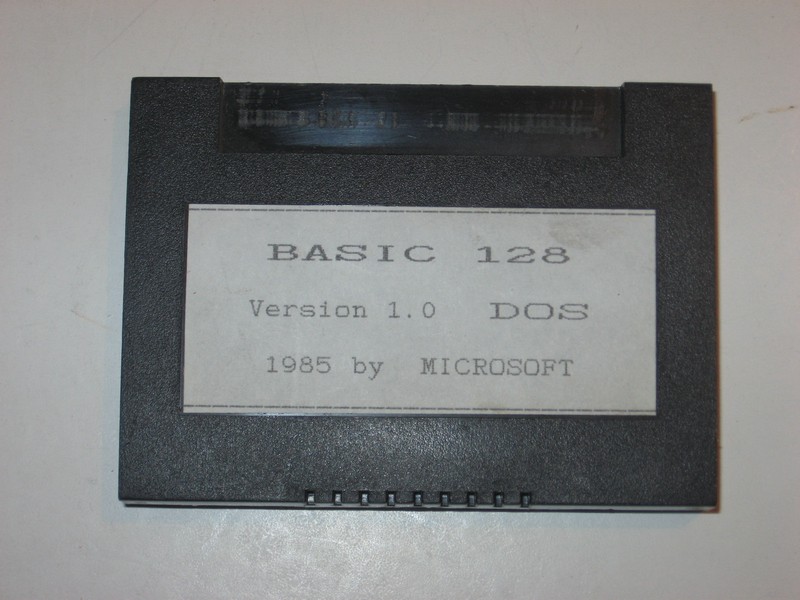 BASIC 128
Version 1.0 DOS
1985 by MICROSOFT